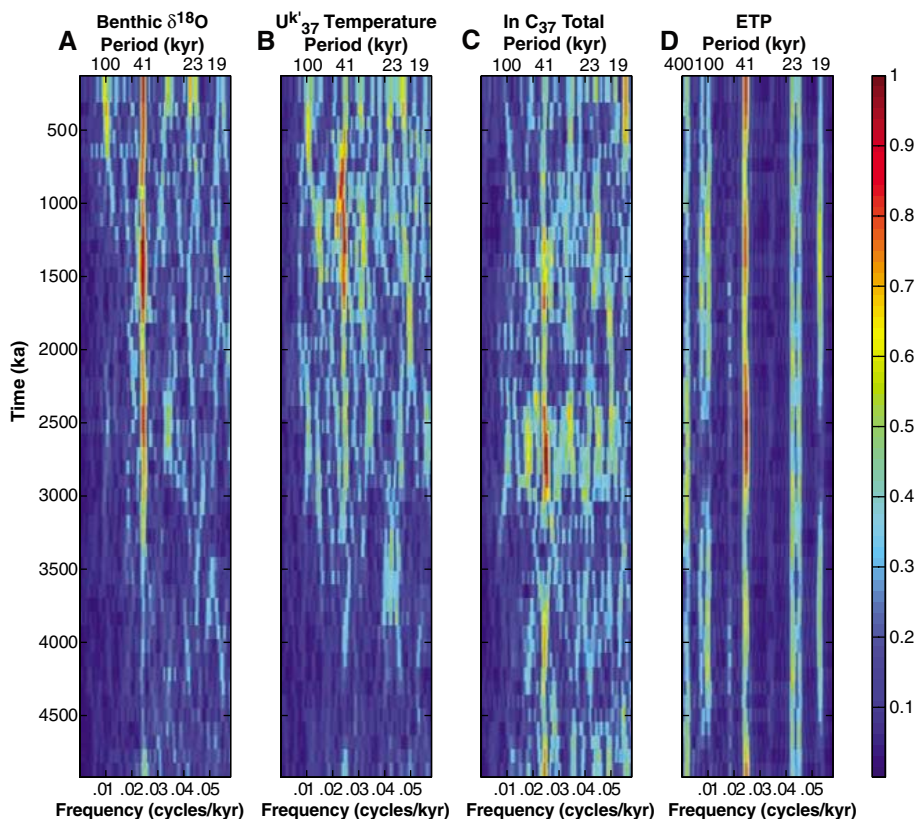 A Benthic δ18O
Period (kyr)
100 41 23 19
B Uk'37 Temperature
Period (kyr)
100 41 23 19
C ln C37 Total
Period (kyr)
100 41 23 19
D ETP
Period (kyr)
400 100 41 23 19
Time (ka)
500
1000
1500
2000
2500
3000
3500
4000
4500
.01 .02 .03 .04 .05
Frequency (cycles/kyr)
.01 .02 .03 .04 .05
Frequency (cycles/kyr)
.01 .02 .03 .04 .05
Frequency (cycles/kyr)
.01 .02 .03 .04 .05
Frequency (cycles/kyr)
1
0.9
0.8
0.7
0.6
0.5
0.4
0.3
0.2
0.1